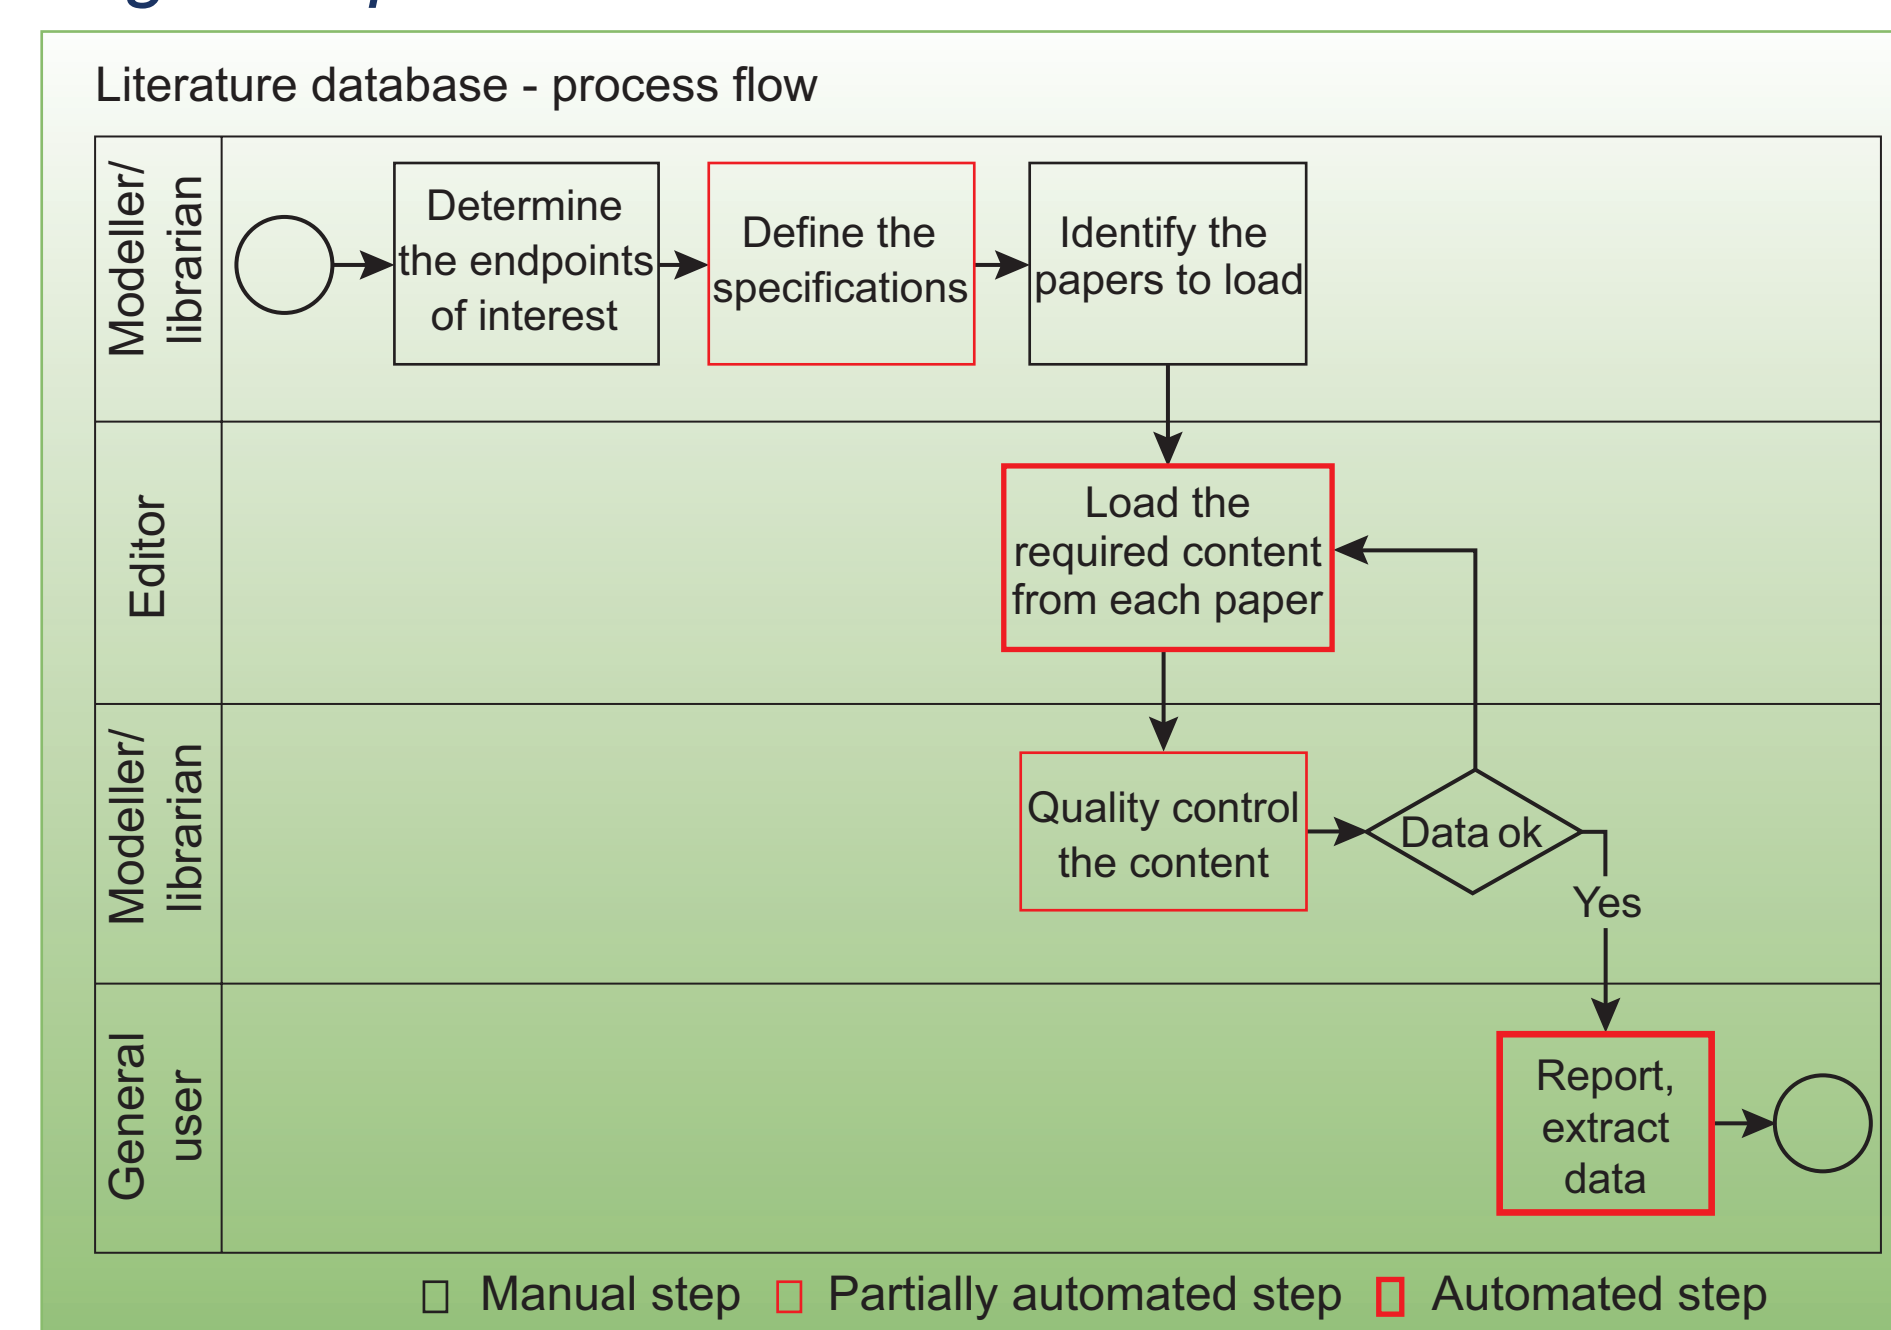 Literature database - process flow
Modeller/
librarian
Determine
the endpoints
of interest
Define the
specifications
Identify the
papers to load
Editor
Load the
required content
from each paper
Modeller/
librarian
Quality control
the content
Data ok
Yes
General
user
Report,
extract
data
Manual step
Partially automated step
Automated step